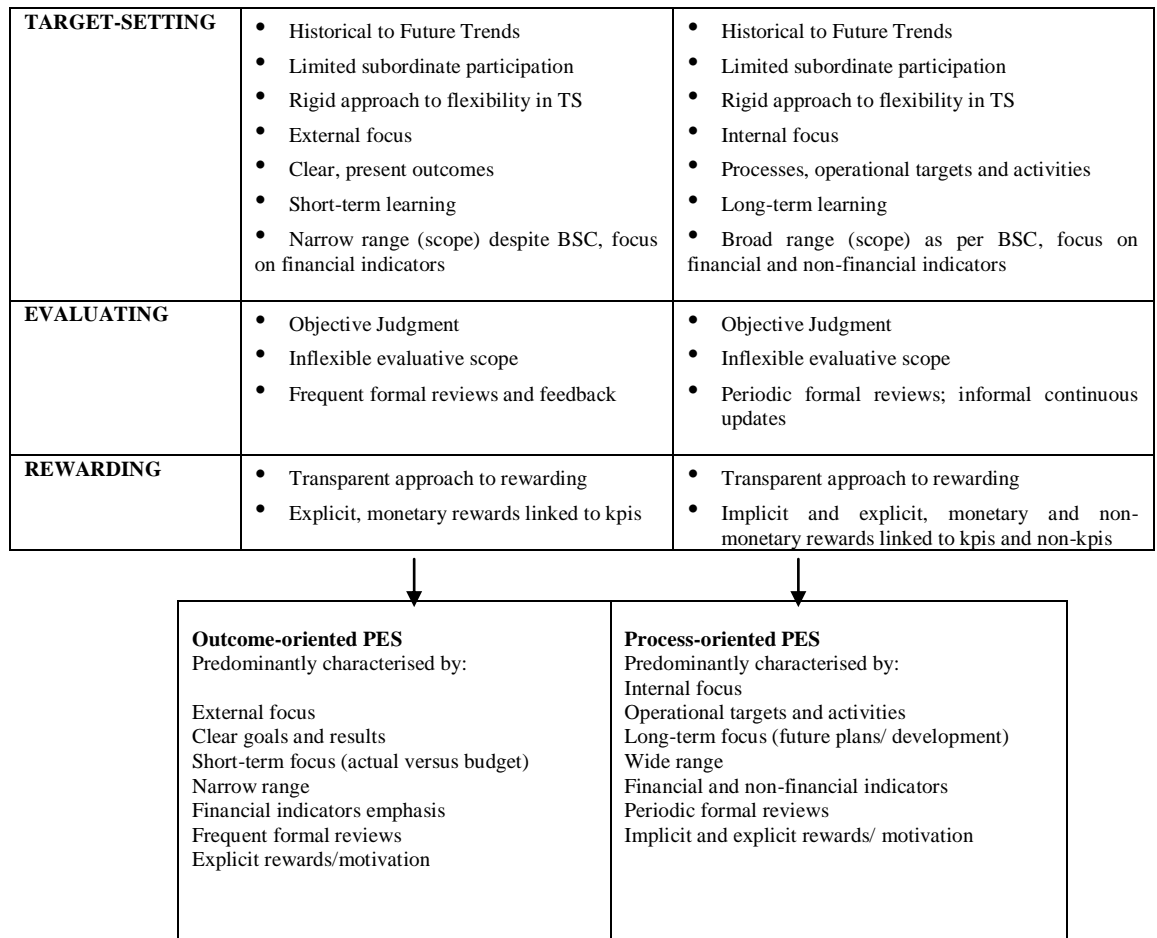 TARGET-SETTING
• Historical to Future Trends
• Limited subordinate participation
• Rigid approach to flexibility in TS
• External focus
• Clear, present outcomes
• Short-term learning
• Narrow range (scope) despite BSC, focus
on financial indicators
• Historical to Future Trends
• Limited subordinate participation
• Rigid approach to flexibility in TS
• Internal focus
• Processes, operational targets and activities
• Long-term learning
• Broad range (scope) as per BSC, focus on
financial and non-financial indicators
EVALUATING
• Objective Judgment
• Inflexible evaluative scope
• Frequent formal reviews and feedback
• Objective Judgment
• Inflexible evaluative scope
• Periodic formal reviews; informal continuous
updates
REWARDING
• Transparent approach to rewarding
• Explicit, monetary rewards linked to kpis
• Transparent approach to rewarding
• Implicit and explicit, monetary and non-
monetary rewards linked to kpis and non-kpis
Outcome-oriented PES
Predominantly characterised by:
External focus
Clear goals and results
Short-term focus (actual versus budget)
Narrow range
Financial indicators emphasis
Frequent formal reviews
Explicit rewards/motivation
Process-oriented PES
Predominantly characterised by:
Internal focus
Operational targets and activities
Long-term focus (future plans/ development)
Wide range
Financial and non-financial indicators
Periodic formal reviews
Implicit and explicit rewards/ motivation